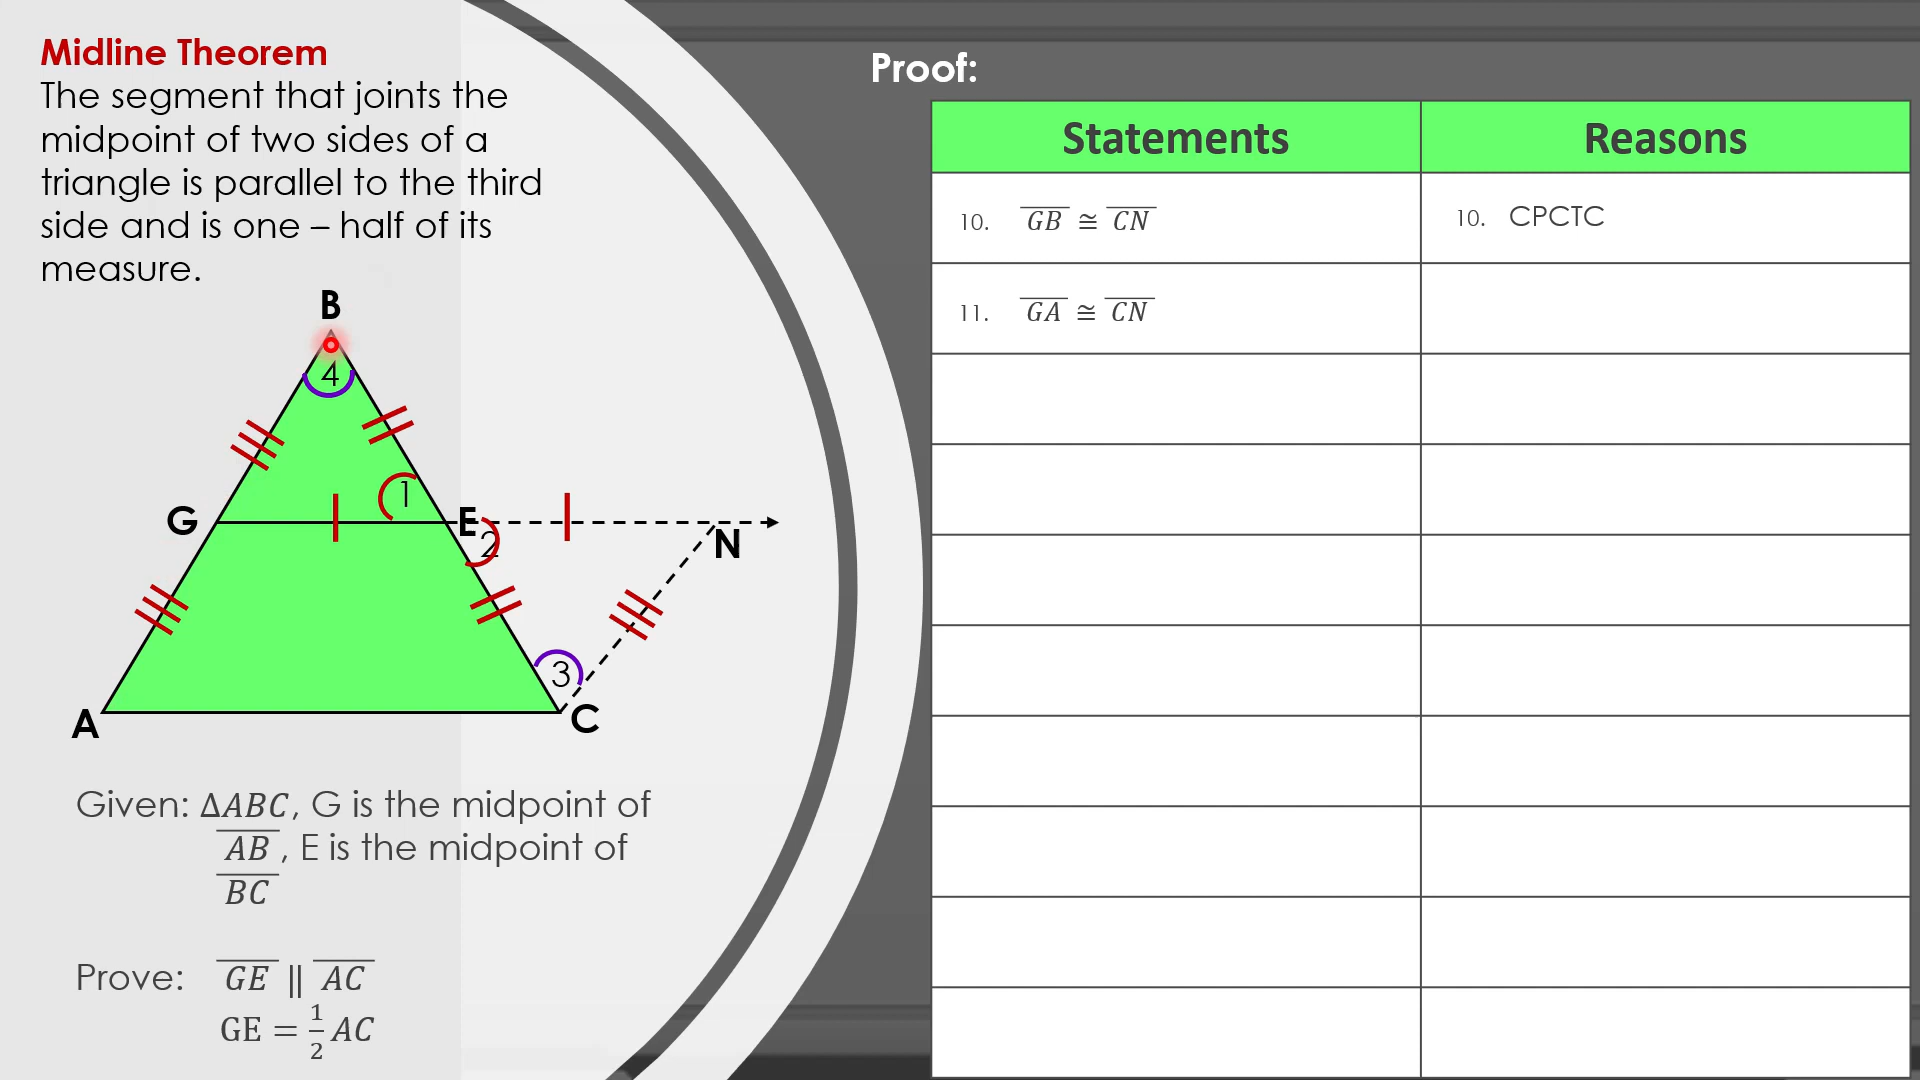 Midline Theorem
The segment that joints the
midpoint of two sides of a
triangle is parallel to the third
side and is one – half of its
measure.
B
4
1
G
E
2
N
3
A
C
Given: ΔABC, G is the midpoint of
AB, E is the midpoint of
BC
Prove: GE ∥ AC
GE = 1/2 AC
Proof:
Statements Reasons
10. GB ≅ CN 10. CPCTC
11. GA ≅ CN